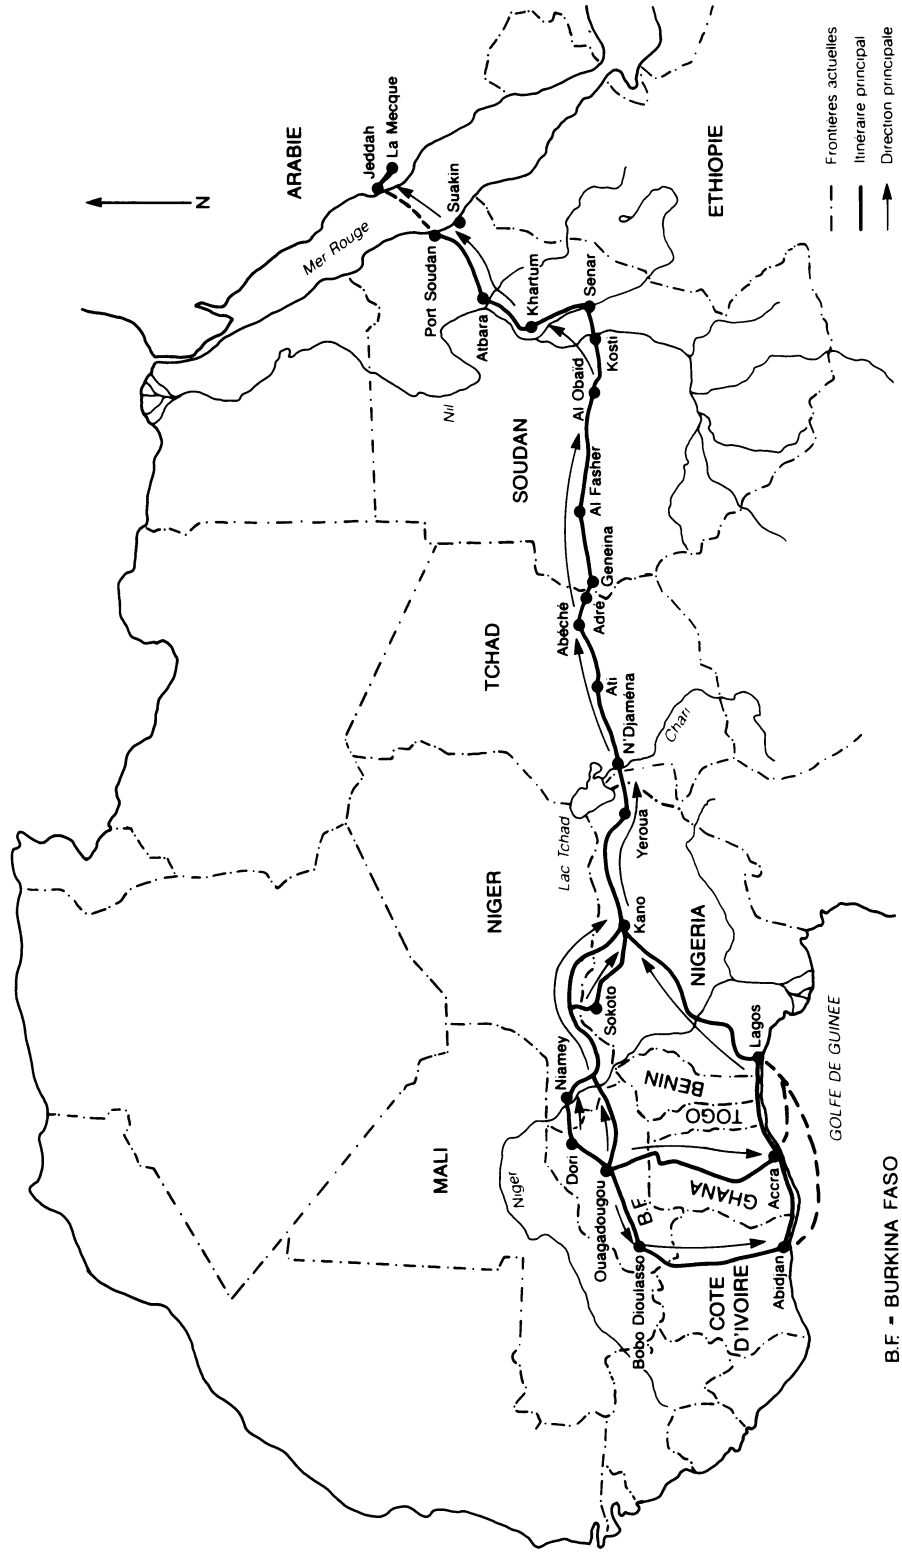 ARABIE
N
Jeddah
La Mecque
Mer Rouge
Suakin
Port Soudan
ETHIOPIE
Atbara
Khartum
Senar
Nil
Kosti
Al Obaïd
SOUDAN
Al Fasher
Geneina
Adré
Abéché
TCHAD
Ati
N'Djaména
Chari
Lac Tchad
Yeroua
NIGER
Kano
NIGERIA
Sokoto
Niamey
Lagos
BENIN
TOGO
GOLFE DE GUINEE
MALI
Niger
Dori
Ouagadougou
B.F.
GHANA
Accra
Bobo Dioulasso
COTE
D'IVOIRE
Abidjan
Frontières actuelles
Itinéraire principal
Direction principale
B.F. = BURKINA FASO